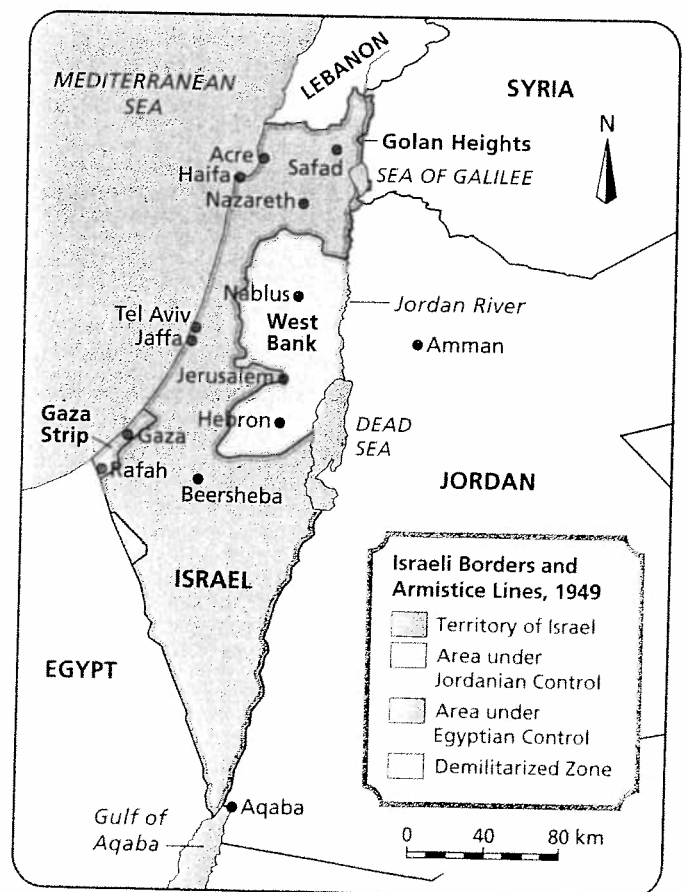 LEBANON
MEDITERRANEAN
SEA
SYRIA
N
Golan Heights
Acre
Safad
Haifa
SEA OF GALILEE
Nazareth
Nablus
Jordan River
Tel Aviv
Jaffa
West
Bank
Amman
Jerusalem
Gaza
Strip
Hebron
DEAD
SEA
Gaza
Rafah
Beersheba
JORDAN
ISRAEL
EGYPT
Israeli Borders and
Armistice Lines, 1949
Territory of Israel
Area under
Jordanian Control
Area under
Egyptian Control
Demilitarized Zone
Gulf of
Aqaba
Aqaba
0 40 80 km